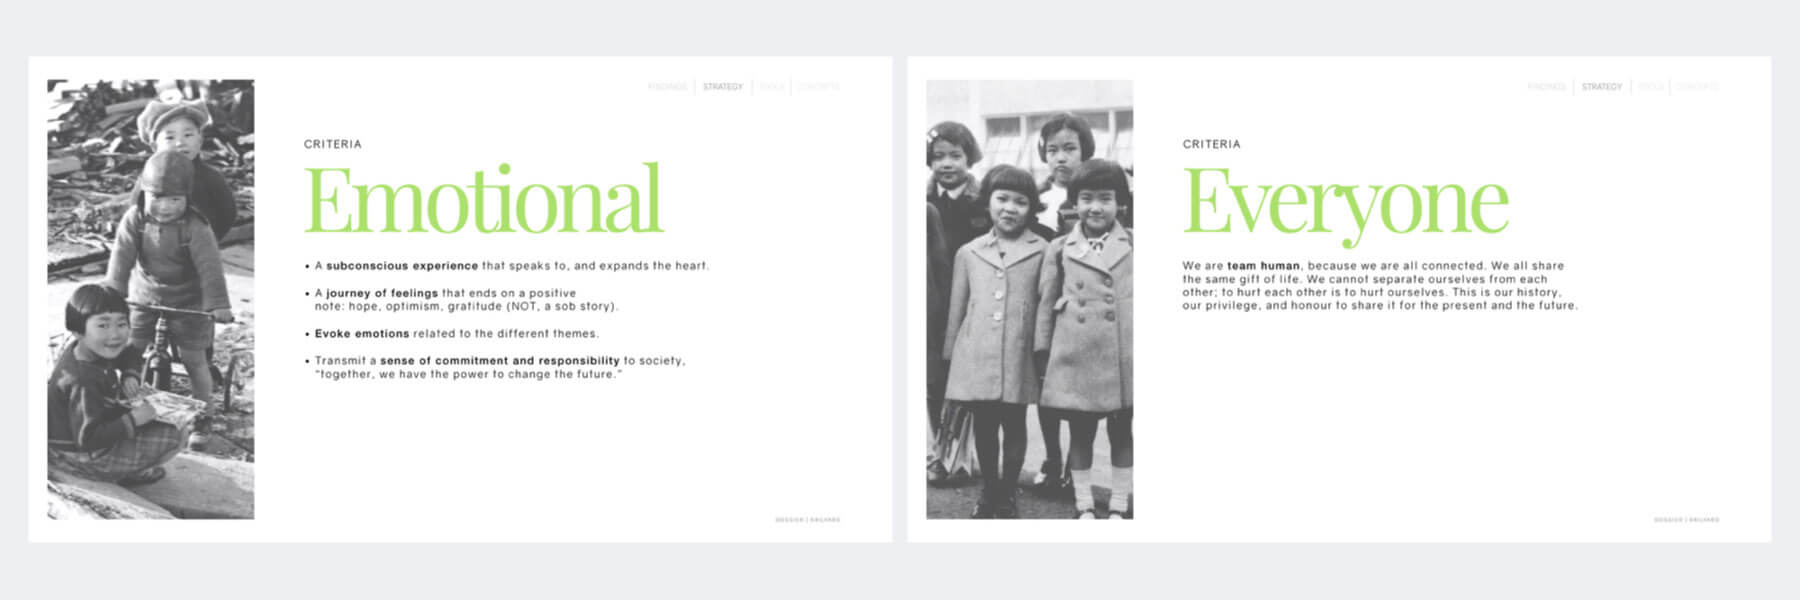 FINDINGS | STRATEGY | TOOLS | CONCEPTS
CRITERIA
Emotional
• A subconscious experience that speaks to, and expands the heart.
• A journey of feelings that ends on a positive
note: hope, optimism, gratitude (NOT, a sob story).
• Evoke emotions related to the different themes.
• Transmit a sense of commitment and responsibility to society,
“together, we have the power to change the future.”
DOSSIER | RAILYARD
FINDINGS | STRATEGY | TOOLS | CONCEPTS
CRITERIA
Everyone
We are team human, because we are all connected. We all share
the same gift of life. We cannot separate ourselves from each
other; to hurt each other is to hurt ourselves. This is our history,
our privilege, and honour to share it for the present and the future.
DOSSIER | RAILYARD